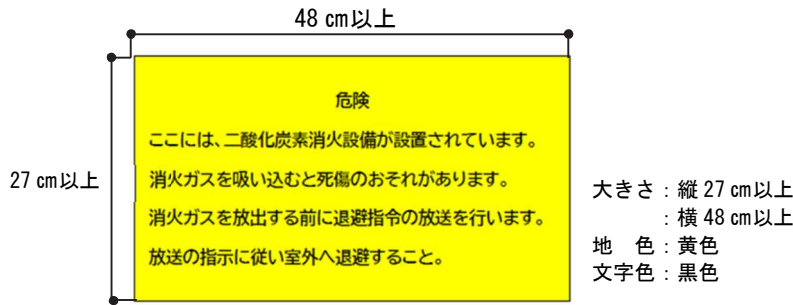 48 cm以上
27 cm以上
危険
ここには、二酸化炭素消火設備が設置されています。
消火ガスを吸い込むと死傷のおそれがあります。
消火ガスを放出する前に退避指令の放送を行います。
放送の指示に従い室外へ退避すること。
大きさ：縦 27 cm以上
：横 48 cm以上
地　色：黄色
文字色：黒色